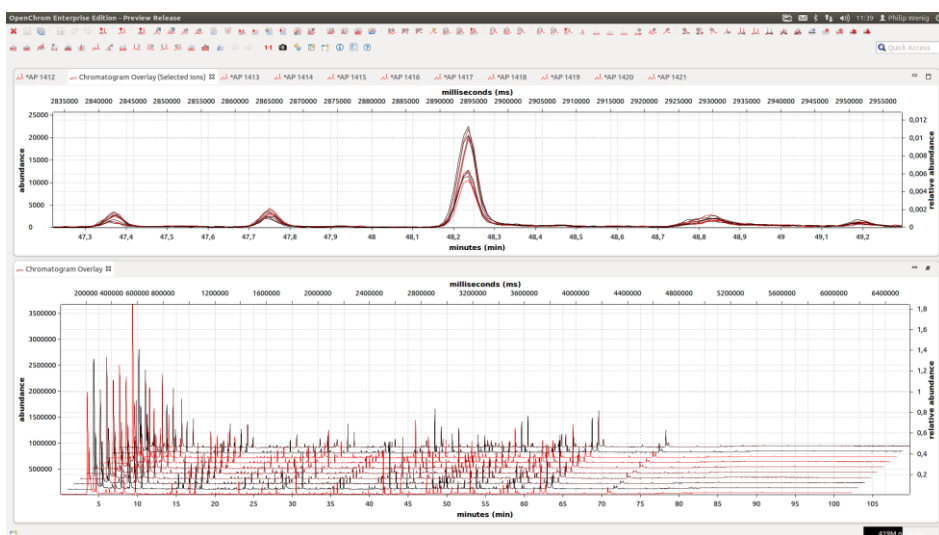 OpenChrom Enterprise Edition - Preview Release
11:39 Philip Wenig
1:1
Quick Access
*AP 1412 Chromatogram Overlay (Selected Ions) *AP 1413 *AP 1414 *AP 1415 *AP 1416 *AP 1417 *AP 1418 *AP 1419 *AP 1420 *AP 1421
milliseconds (ms)
2835000 2840000 2845000 2850000 2855000 2860000 2865000 2870000 2875000 2880000 2885000 2890000 2895000 2900000 2905000 2910000 2915000 2920000 2925000 2930000 2935000 2940000 2945000 2950000 2955000
25000
20000
15000
10000
5000
0
abundance
0,012
0,01
0,008
0,006
0,004
0,002
0
relative abundance
47,3 47,4 47,5 47,6 47,7 47,8 47,9 48 48,1 48,2 48,3 48,4 48,5 48,6 48,7 48,8 48,9 49 49,1 49,2
minutes (min)
Chromatogram Overlay
milliseconds (ms)
200000 400000 600000 800000 1200000 1600000 2000000 2400000 2800000 3200000 3600000 4000000 4400000 4800000 5200000 5600000 6000000 6400000
3500000
3000000
2500000
2000000
1500000
1000000
500000
abundance
1,8
1,6
1,4
1,2
1
0,8
0,6
0,4
0,2
relative abundance
5 10 15 20 25 30 35 40 45 50 55 60 65 70 75 80 85 90 95 100 105
minutes (min)